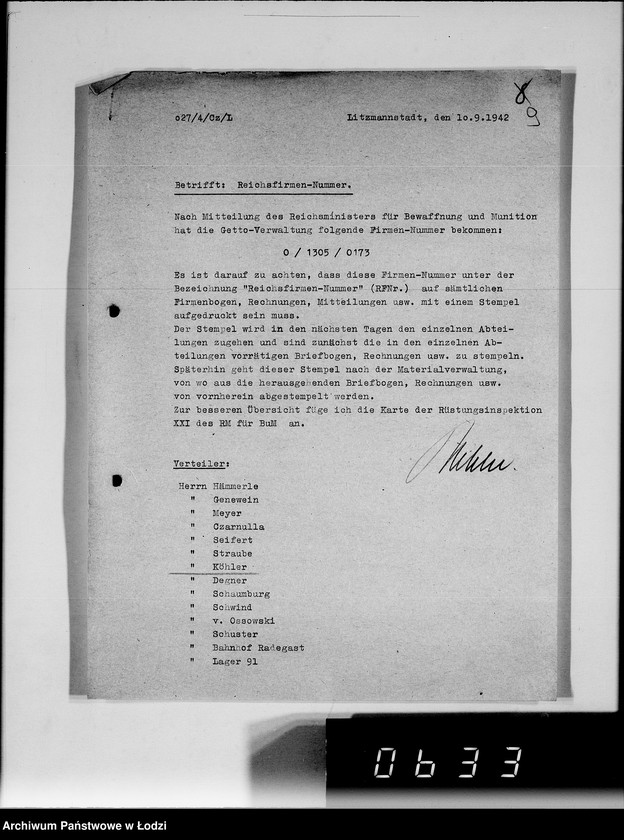 8
9
o27/4/Cz/L Litzmannstadt, den 1o.9.1942
Betrifft: Reichsfirmen-Nummer.
Nach Mitteilung des Reichsministers für Bewaffnung und Munition
hat die Getto-Verwaltung folgende Firmen-Nummer bekommen:
0 / 1305 / 0173
Es ist darauf zu achten, dass diese Firmen-Nummer unter der
Bezeichnung "Reichsfirmen-Nummer" (RFNr.) auf sämtlichen
Firmenbogen, Rechnungen, Mitteilungen usw. mit einem Stempel
aufgedruckt sein muss.
Der Stempel wird in den nächsten Tagen den einzelnen Abtei-
lungen zugehen und sind zunächst die in den einzelnen Ab-
teilungen vorrätigen Briefbogen, Rechnungen usw. zu stempeln.
Späterhin geht dieser Stempel nach der Materialverwaltung,
von wo aus die herausgehenden Briefbogen, Rechnungen usw.
von vornherein abgestempelt werden.
Zur besseren Übersicht füge ich die Karte der Rüstungsinspektion
XXI des RM für BuM an.
Verteiler:
Herrn Hämmerle
" Genewein
" Meyer
" Czarnulla
" Seifert
" Straube
" Köhler
" Degner
" Schaumburg
" Schwind
" v. Ossowski
" Schuster
" Bahnhof Radegast
" Lager 91
0633
Archiwum Państwowe w Łodzi